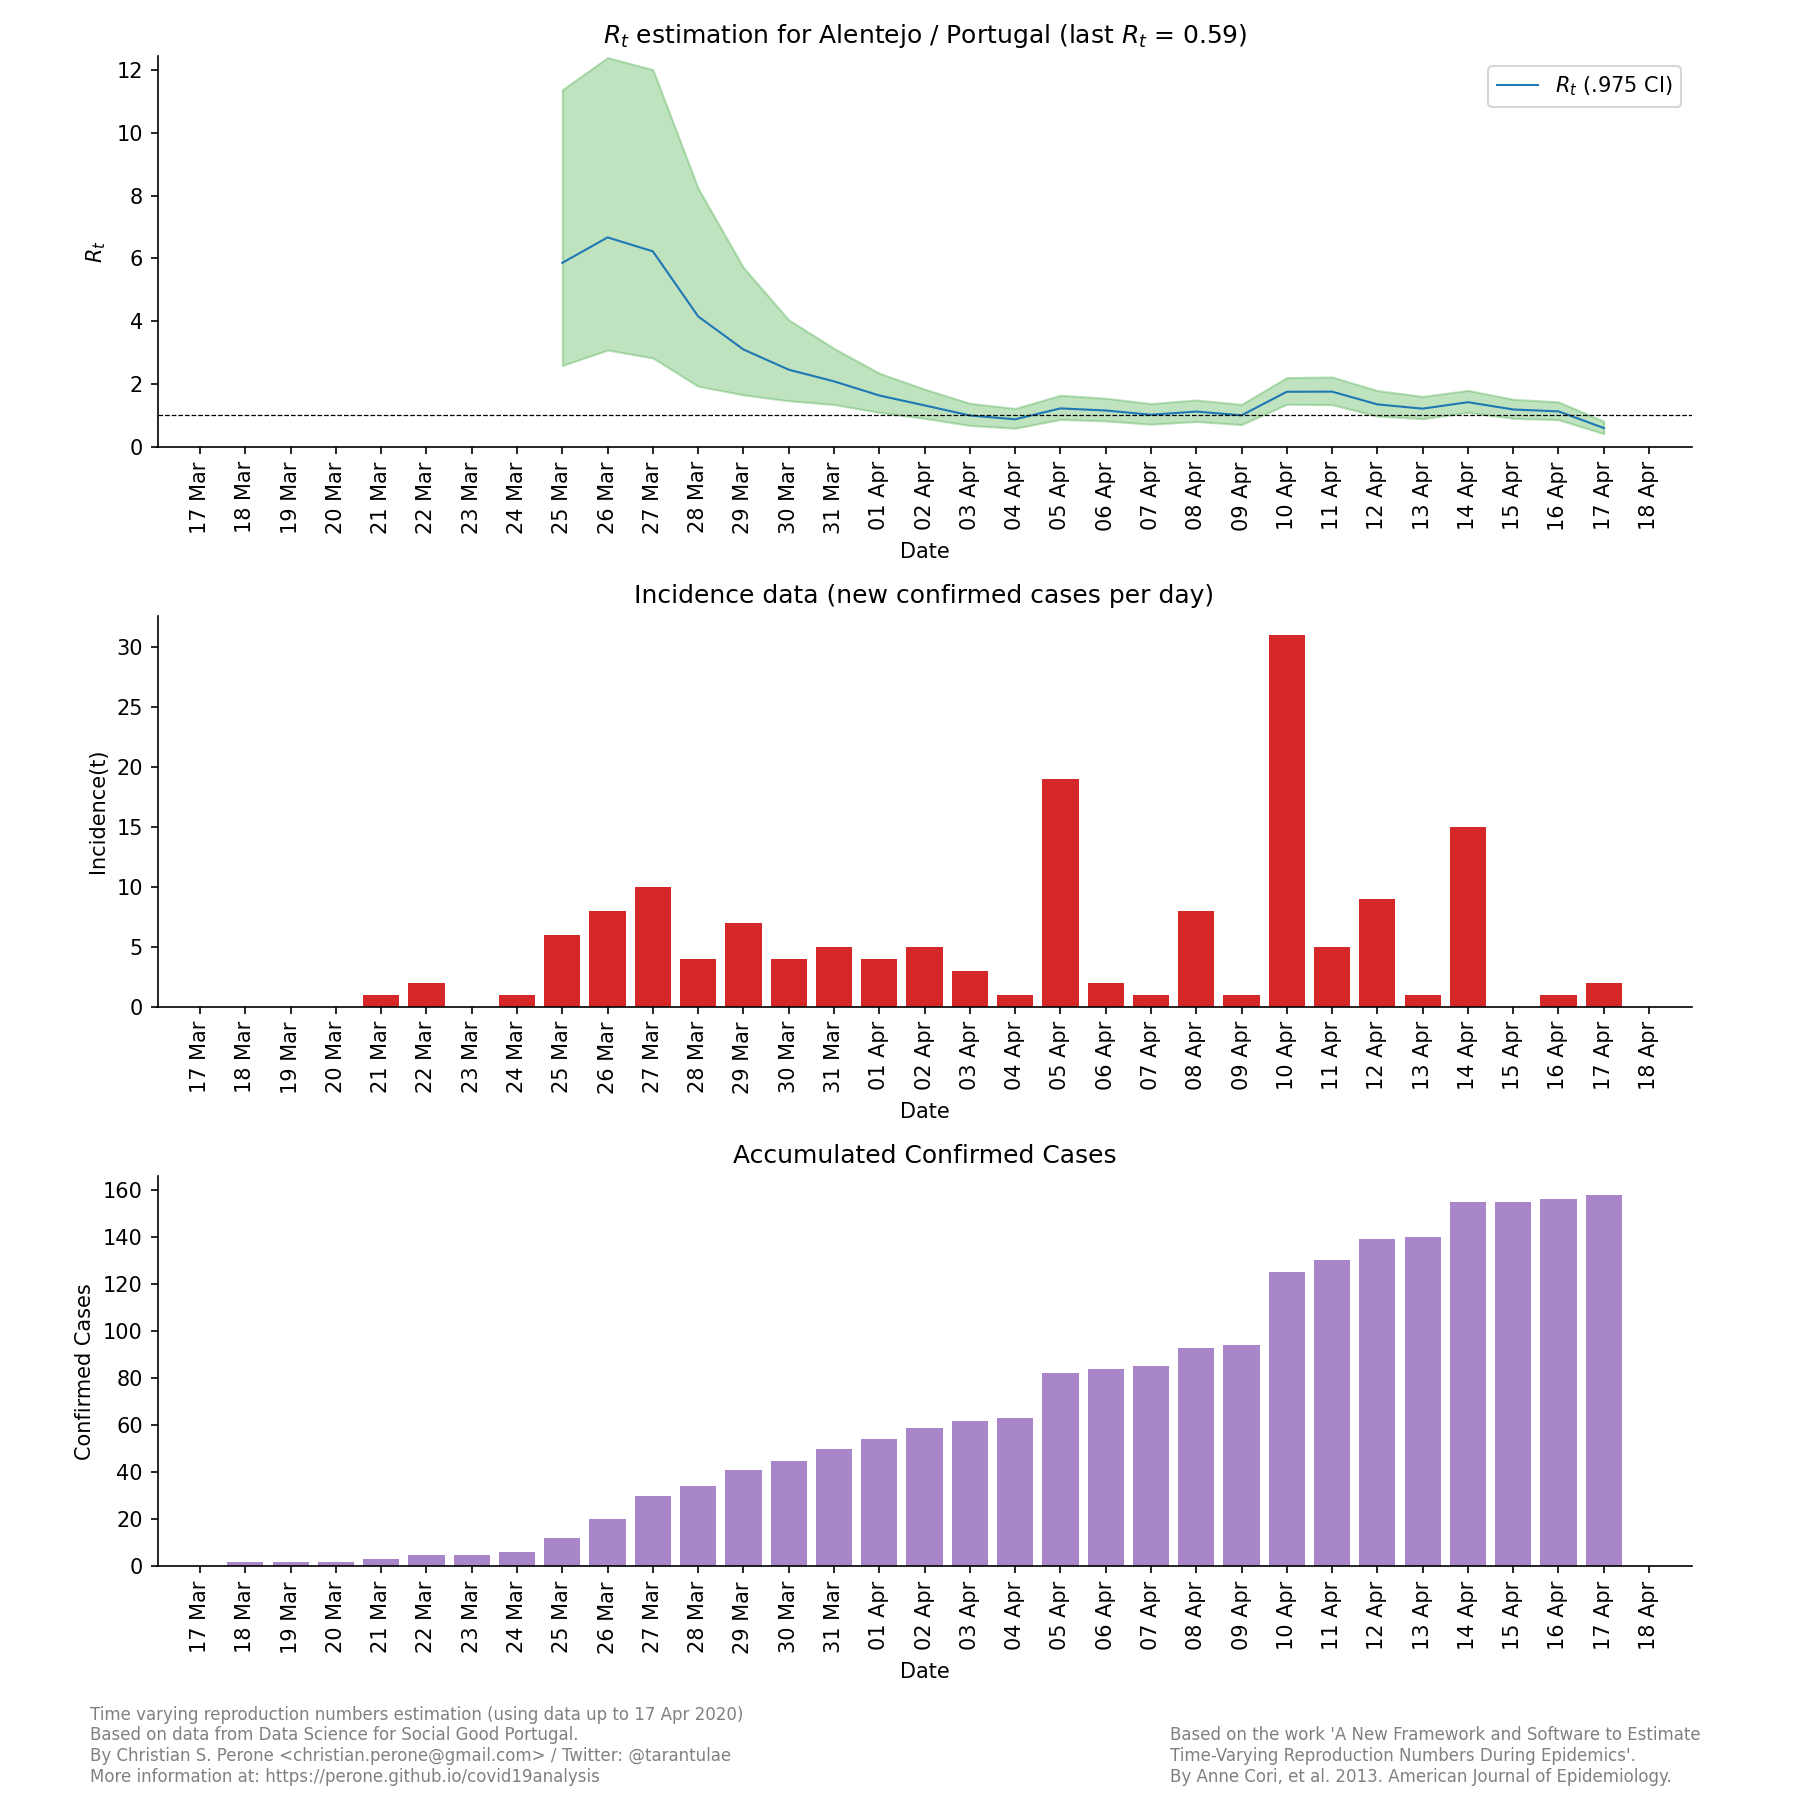 R_t estimation for Alentejo / Portugal (last R_t = 0.59)
12
10
8
6
4
2
0
R_t
R_t (.975 CI)
17 Mar 18 Mar 19 Mar 20 Mar 21 Mar 22 Mar 23 Mar 24 Mar 25 Mar 26 Mar 27 Mar 28 Mar 29 Mar 30 Mar 31 Mar 01 Apr 02 Apr 03 Apr 04 Apr 05 Apr 06 Apr 07 Apr 08 Apr 09 Apr 10 Apr 11 Apr 12 Apr 13 Apr 14 Apr 15 Apr 16 Apr 17 Apr 18 Apr
Date
Incidence data (new confirmed cases per day)
30
25
20
15
10
5
0
Incidence(t)
17 Mar 18 Mar 19 Mar 20 Mar 21 Mar 22 Mar 23 Mar 24 Mar 25 Mar 26 Mar 27 Mar 28 Mar 29 Mar 30 Mar 31 Mar 01 Apr 02 Apr 03 Apr 04 Apr 05 Apr 06 Apr 07 Apr 08 Apr 09 Apr 10 Apr 11 Apr 12 Apr 13 Apr 14 Apr 15 Apr 16 Apr 17 Apr 18 Apr
Date
Accumulated Confirmed Cases
160
140
120
100
80
60
40
20
0
Confirmed Cases
17 Mar 18 Mar 19 Mar 20 Mar 21 Mar 22 Mar 23 Mar 24 Mar 25 Mar 26 Mar 27 Mar 28 Mar 29 Mar 30 Mar 31 Mar 01 Apr 02 Apr 03 Apr 04 Apr 05 Apr 06 Apr 07 Apr 08 Apr 09 Apr 10 Apr 11 Apr 12 Apr 13 Apr 14 Apr 15 Apr 16 Apr 17 Apr 18 Apr
Date
Time varying reproduction numbers estimation (using data up to 17 Apr 2020)
Based on data from Data Science for Social Good Portugal.
By Christian S. Perone <christian.perone@gmail.com> / Twitter: @tarantulae
More information at: https://perone.github.io/covid19analysis
Based on the work 'A New Framework and Software to Estimate
Time-Varying Reproduction Numbers During Epidemics'.
By Anne Cori, et al. 2013. American Journal of Epidemiology.